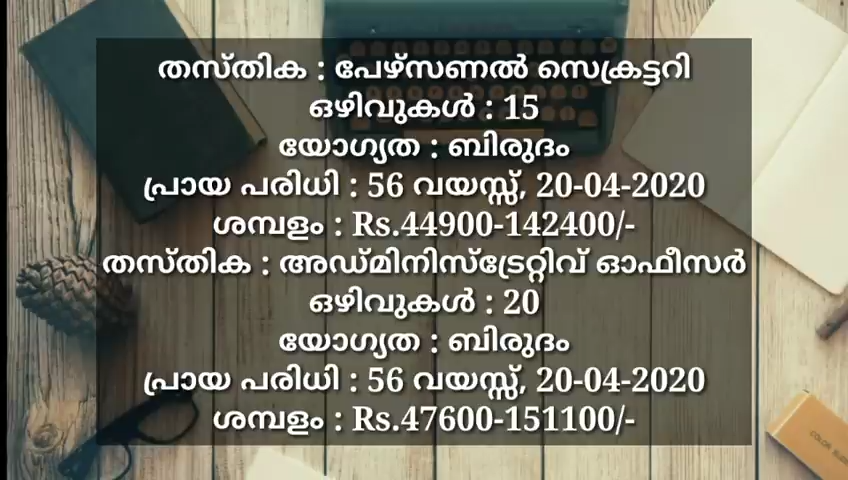 തസ്തിക : പേഴ്സണൽ സെക്രട്ടറി
ഒഴിവുകൾ : 15
യോഗ്യത : ബിരുദം
പ്രായ പരിധി : 56 വയസ്സ്, 20-04-2020
ശമ്പളം : Rs.44900-142400/-
തസ്തിക : അഡ്മിനിസ്ട്രേറ്റിവ് ഓഫീസർ
ഒഴിവുകൾ : 20
യോഗ്യത : ബിരുദം
പ്രായ പരിധി : 56 വയസ്സ്, 20-04-2020
ശമ്പളം : Rs.47600-151100/-